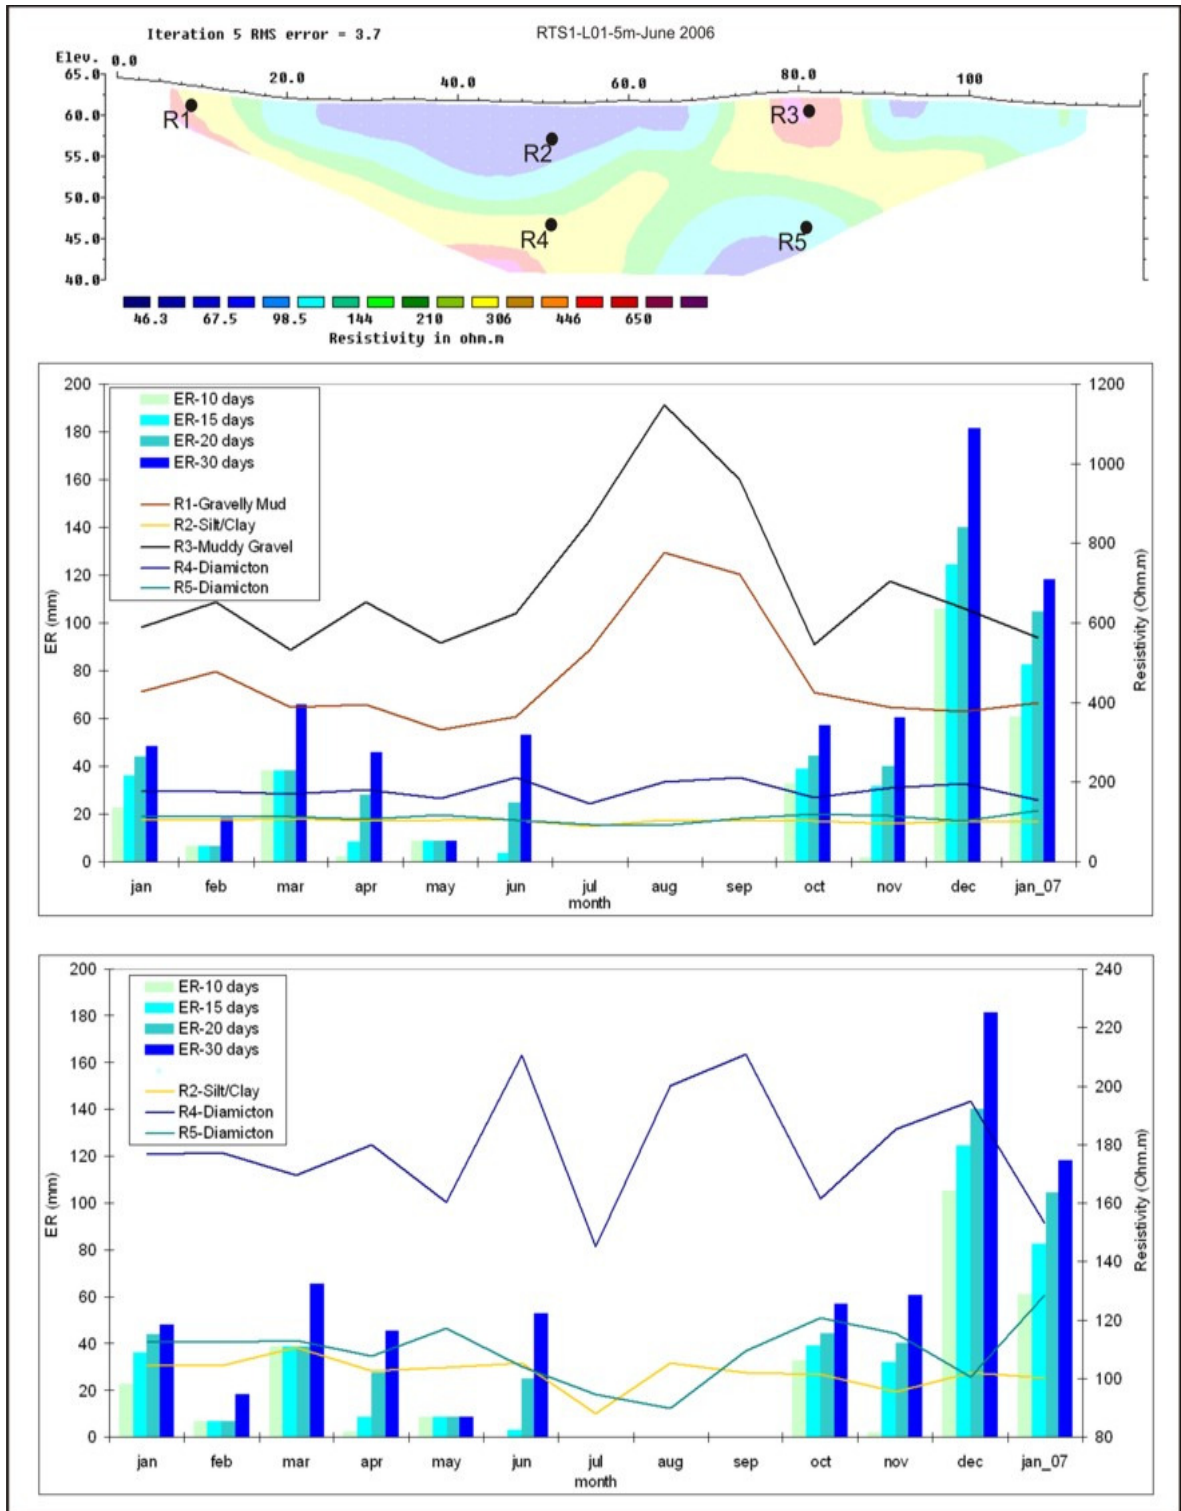 Iteration 5 RMS error = 3.7
RTS1-L01-5m-June 2006
Elev. 0.0
20.0 40.0 60.0 80.0 100
65.0
60.0
55.0
50.0
45.0
40.0
R1
R2
R3
R4
R5
46.3 67.5 98.5 144 210 306 446 650
Resistivity in ohm.m
ER-10 days
ER-15 days
ER-20 days
ER-30 days
R1-Gravelly Mud
R2-Silt/Clay
R3-Muddy Gravel
R4-Diamicton
R5-Diamicton
ER (mm)
200
180
160
140
120
100
80
60
40
20
0
1200
1000
800
600
400
200
0
Resistivity (Ohm.m)
jan feb mar apr may jun jul aug sep oct nov dec jan_07
month
ER-10 days
ER-15 days
ER-20 days
ER-30 days
R2-Silt/Clay
R4-Diamicton
R5-Diamicton
ER (mm)
200
180
160
140
120
100
80
60
40
20
0
240
220
200
180
160
140
120
100
80
Resistivity (Ohm.m)
jan feb mar apr may jun jul aug sep oct nov dec jan_07
month